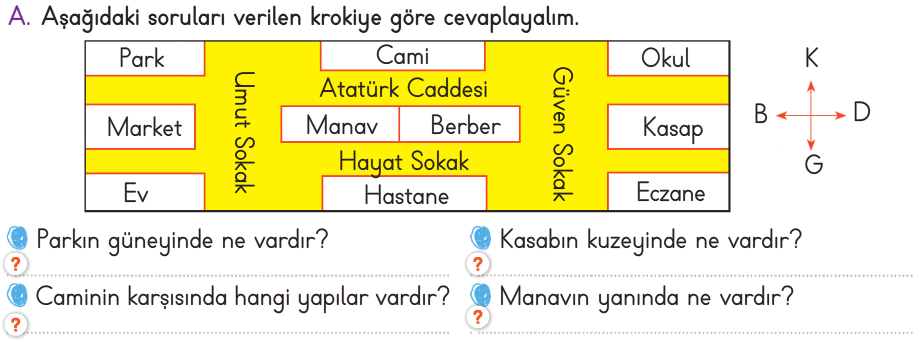 A. Aşağıdaki soruları verilen krokiye göre cevaplayalım.
Park
Cami
Okul
Umut Sokak
Atatürk Caddesi
Güven Sokak
Market
Manav
Berber
Kasap
Hayat Sokak
Ev
Hastane
Eczane
K
B
D
G
Parkın güneyinde ne vardır?
?
Kasabın kuzeyinde ne vardır?
?
Caminin karşısında hangi yapılar vardır?
?
Manavın yanında ne vardır?
?